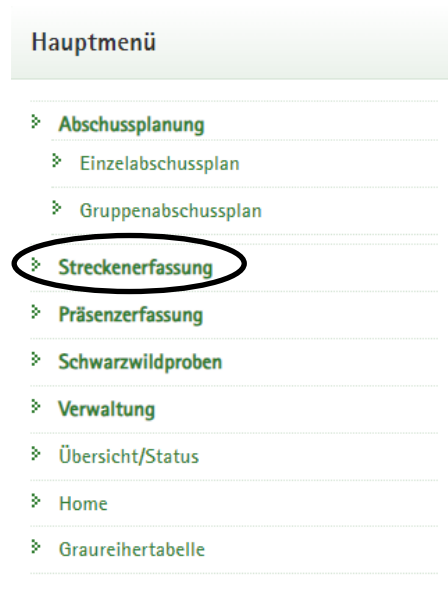 Hauptmenü
Abschussplanung
Einzelabschussplan
Gruppenabschussplan
Streckenerfassung
Präsenzerfassung
Schwarzwildproben
Verwaltung
Übersicht/Status
Home
Graureihertabelle